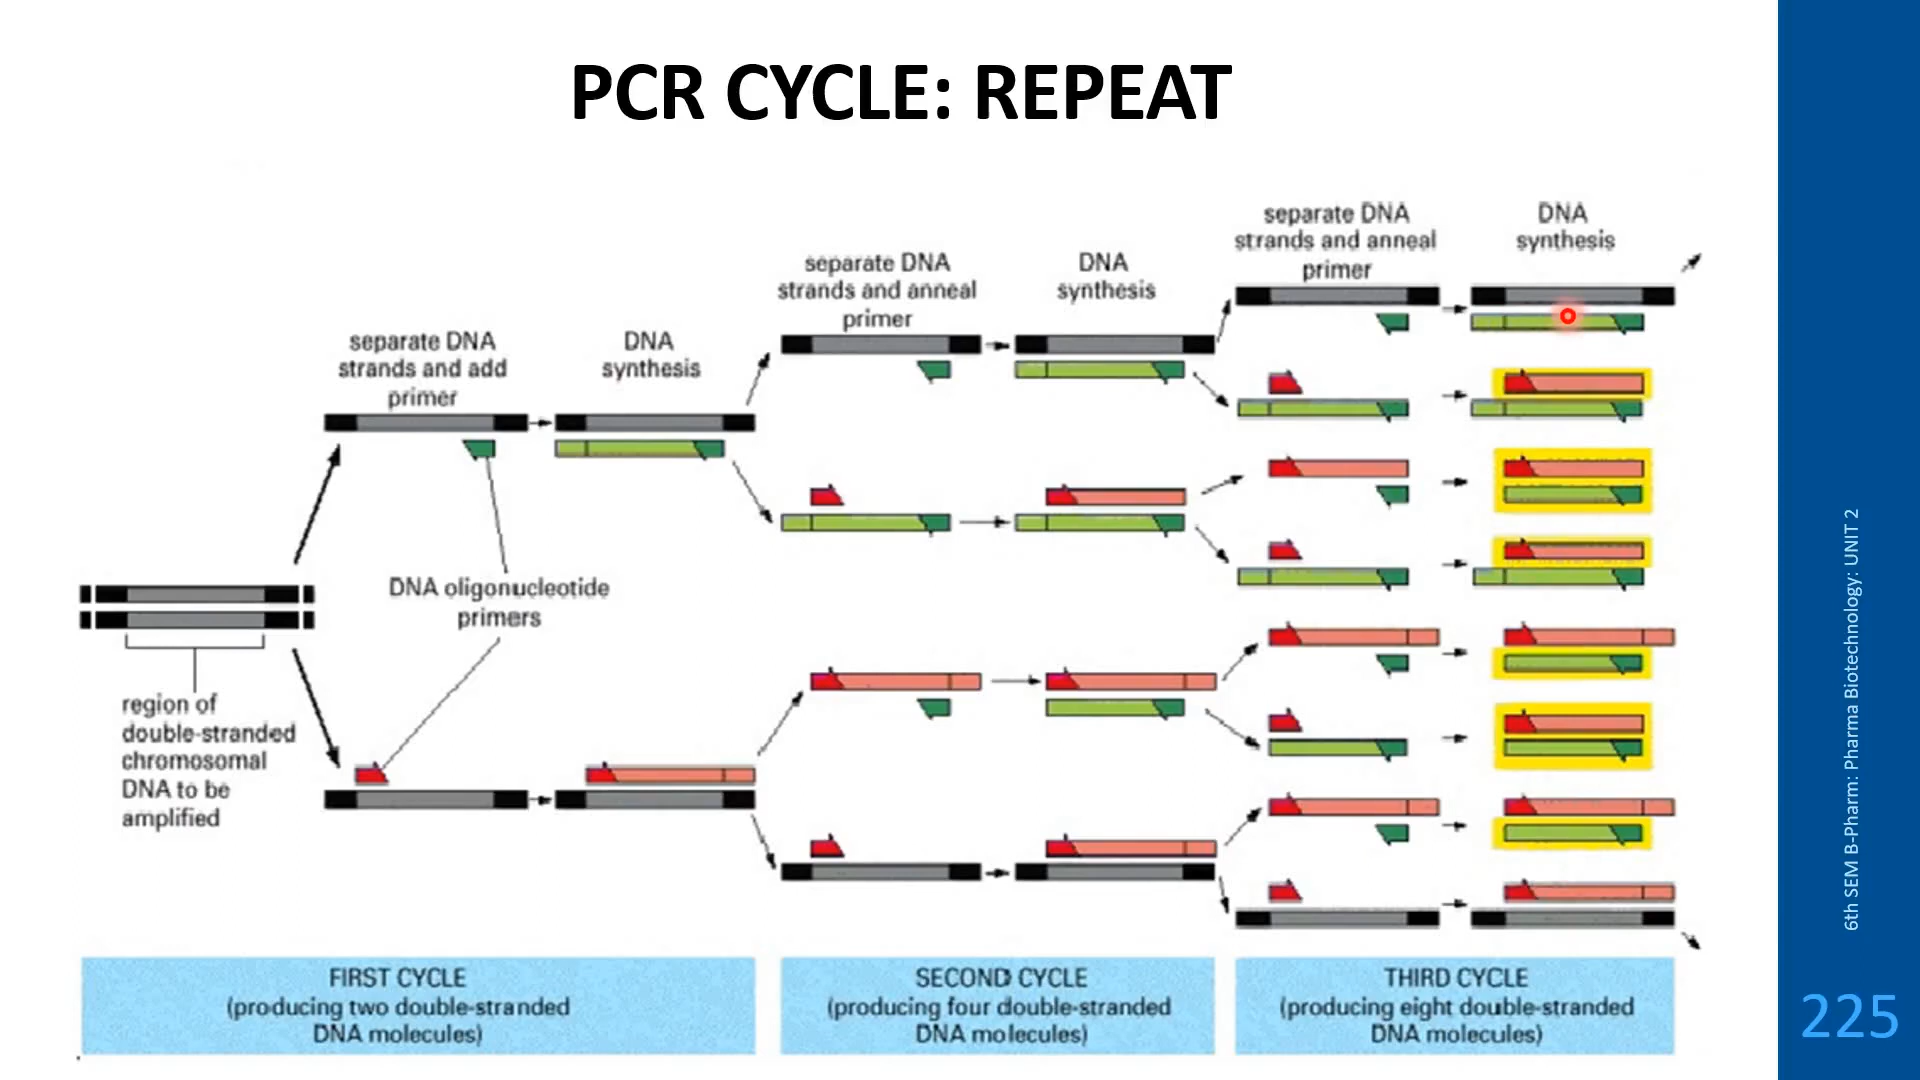 PCR CYCLE: REPEAT
separate DNA
strands and add
primer
DNA
synthesis
separate DNA
strands and anneal
primer
DNA
synthesis
separate DNA
strands and anneal
primer
DNA
synthesis
DNA oligonucleotide
primers
region of
double-stranded
chromosomal
DNA to be
amplified
FIRST CYCLE
(producing two double-stranded
DNA molecules)
SECOND CYCLE
(producing four double-stranded
DNA molecules)
THIRD CYCLE
(producing eight double-stranded
DNA molecules)
6th SEM B-Pharm: Pharma Biotechnology: UNIT 2
225